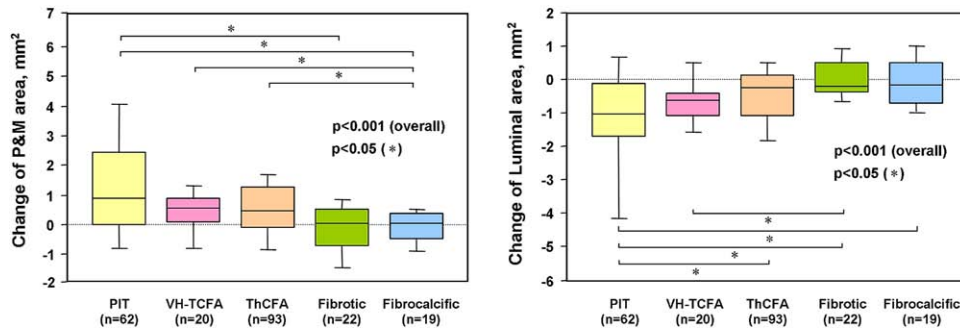 Change of P&M area, mm²
7
6
5
4
3
2
1
0
-1
-2
*
*
*
*
p<0.001 (overall)
p<0.05 (*)
PIT
(n=62)
VH-TCFA
(n=20)
ThCFA
(n=93)
Fibrotic
(n=22)
Fibrocalcific
(n=19)
Change of Luminal area, mm²
2
1
0
-1
-2
-3
-4
-5
-6
p<0.001 (overall)
p<0.05 (*)
*
*
*
*
PIT
(n=62)
VH-TCFA
(n=20)
ThCFA
(n=93)
Fibrotic
(n=22)
Fibrocalcific
(n=19)